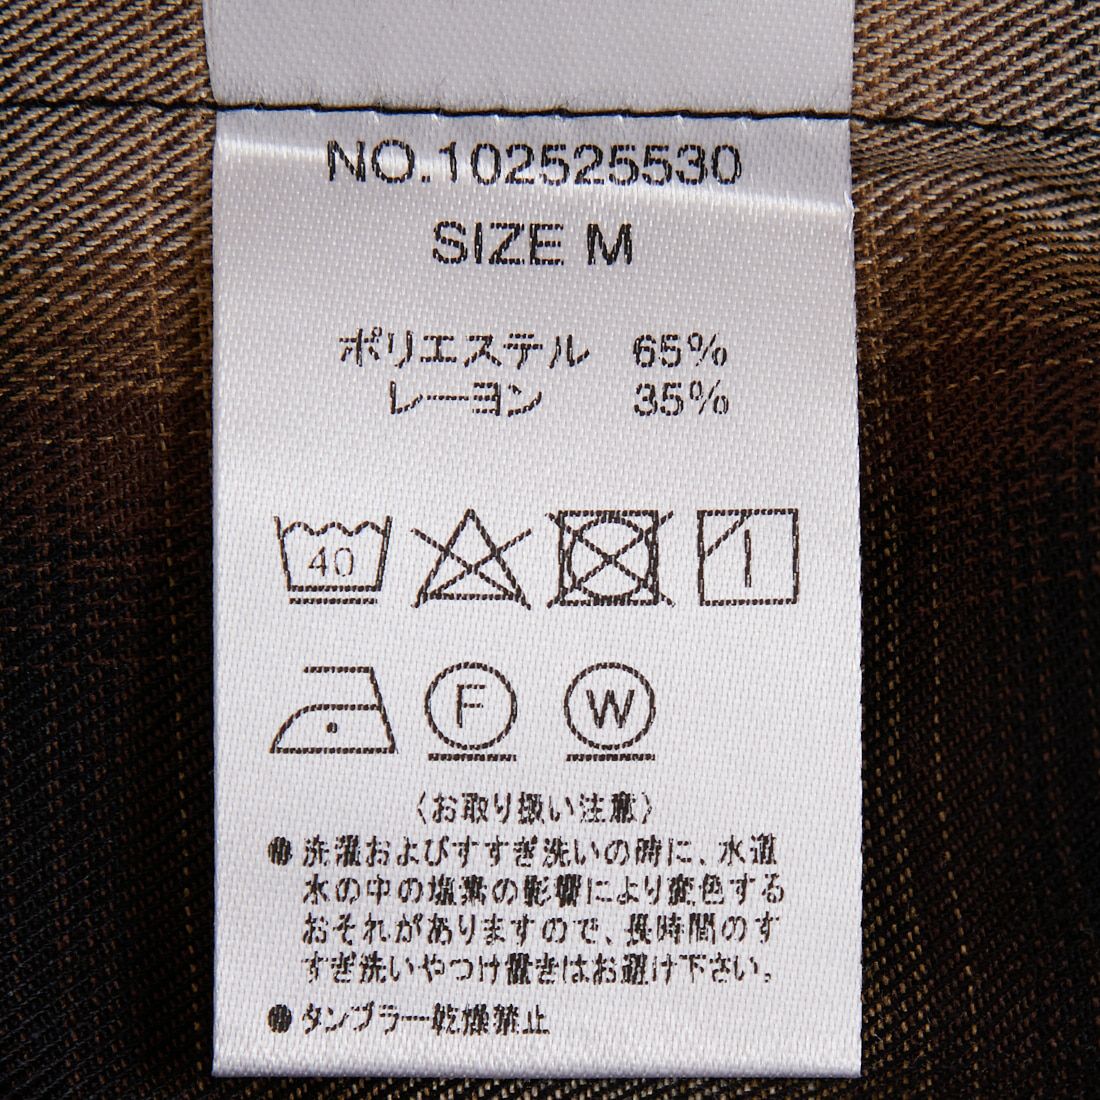 NO.102525530
SIZE M
ポリエステル 65%
レーヨン 35%
40
F
W
〈お取り扱い注意〉
● 洗濯およびすすぎ洗いの時に、水道
水の中の塩素の影響により変色する
おそれがありますので、長時間のす
すぎ洗いやつけ置きはお避け下さい。
● タンブラー乾燥禁止